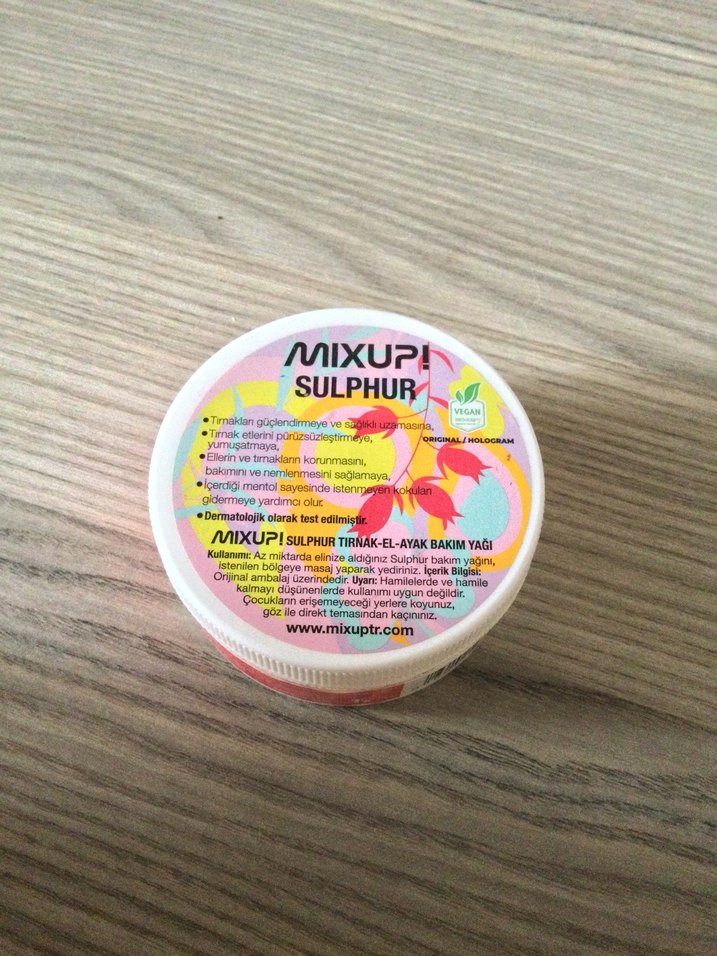 MIXUP!
SULPHUR
VEGAN
ORIGINAL / HOLOGRAM
• Tırnakları güçlendirmeye ve sağlıklı uzamasına,
• Tırnak etlerini pürüzsüzleştirmeye,
yumuşatmaya,
• Ellerin ve tırnakların korunmasını,
bakımını ve nemlenmesini sağlamaya,
• İçerdiği mentol sayesinde istenmeyen kokuları
gidermeye yardımcı olur.
• Dermatolojik olarak test edilmiştir.
MIXUP! SULPHUR TIRNAK-EL-AYAK BAKIM YAĞI
Kullanımı: Az miktarda elinize aldığınız Sulphur bakım yağını,
istenilen bölgeye masaj yaparak yediriniz. İçerik Bilgisi:
Orijinal ambalaj üzerindedir. Uyarı: Hamilelerde ve hamile
kalmayı düşünenlerde kullanımı uygun değildir.
Çocukların erişemeyeceği yerlere koyunuz,
göz ile direkt temasından kaçınınız.
www.mixuptr.com